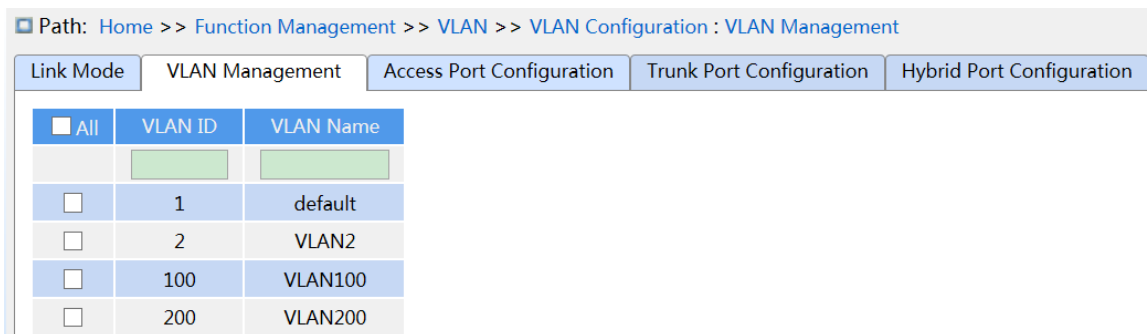 Path: Home >> Function Management >> VLAN >> VLAN Configuration : VLAN Management
Link Mode VLAN Management Access Port Configuration Trunk Port Configuration Hybrid Port Configuration
All VLAN ID VLAN Name
1 default
2 VLAN2
100 VLAN100
200 VLAN200